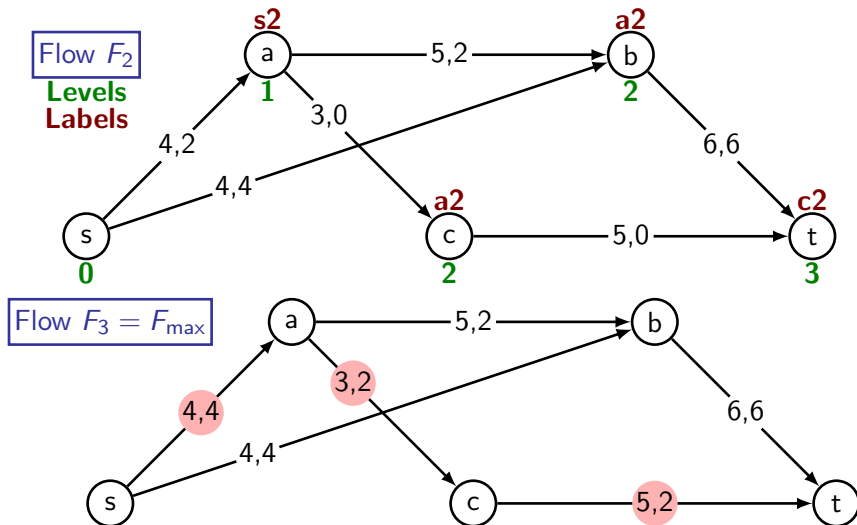 s2
a2
Flow F₂
a
5,2
b
Levels
1
2
Labels
3,0
4,2
6,6
4,4
a2
c2
s
c
5,0
t
0
2
3
Flow F₃ = Fmax
a
5,2
b
3,2
4,4
6,6
4,4
s
c
5,2
t